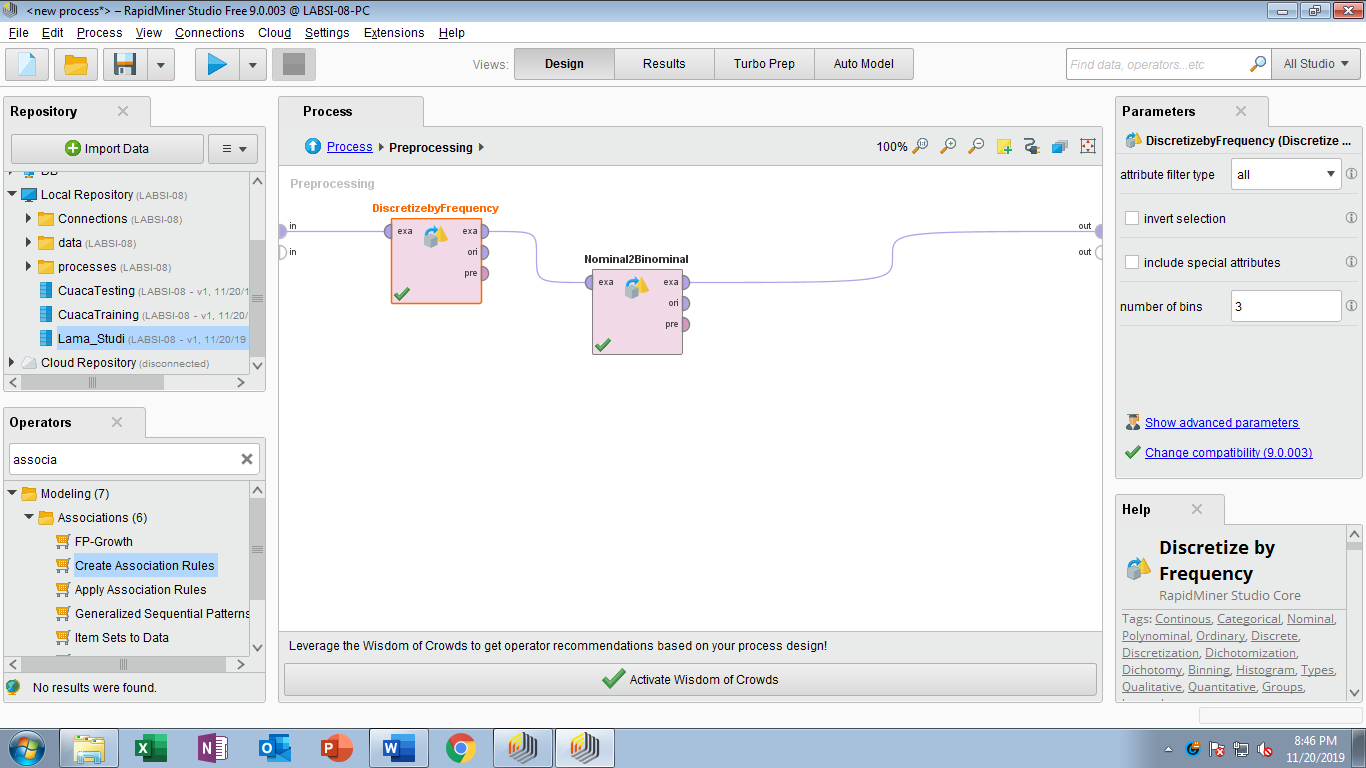 <new process*> – RapidMiner Studio Free 9.0.003 @ LABSI-08-PC
File Edit Process View Connections Cloud Settings Extensions Help
Views: Design Results Turbo Prep Auto Model
Find data, operators...etc
All Studio
Repository
Import Data
Local Repository (LABSI-08)
Connections (LABSI-08)
data (LABSI-08)
processes (LABSI-08)
CuacaTesting (LABSI-08 - v1, 11/20/1
CuacaTraining (LABSI-08 - v1, 11/20/
Lama_Studi (LABSI-08 - v1, 11/20/19
Cloud Repository (disconnected)
Operators
associa
Modeling (7)
Associations (6)
FP-Growth
Create Association Rules
Apply Association Rules
Generalized Sequential Patterns
Item Sets to Data
No results were found.
Process
Process Preprocessing
100%
Preprocessing
in
in
DiscretizebyFrequency
exa exa
ori
pre
Nominal2Binominal
exa exa
ori
pre
out
out
Leverage the Wisdom of Crowds to get operator recommendations based on your process design!
Activate Wisdom of Crowds
Parameters
DiscretizebyFrequency (Discretize ...
attribute filter type all
invert selection
include special attributes
number of bins 3
Show advanced parameters
Change compatibility (9.0.003)
Help
Discretize by
Frequency
RapidMiner Studio Core
Tags: Continous, Categorical, Nominal,
Polynominal, Ordinary, Discrete,
Discretization, Dichotomization,
Dichotomy, Binning, Histogram, Types,
Qualitative, Quantitative, Groups,
8:46 PM
11/20/2019